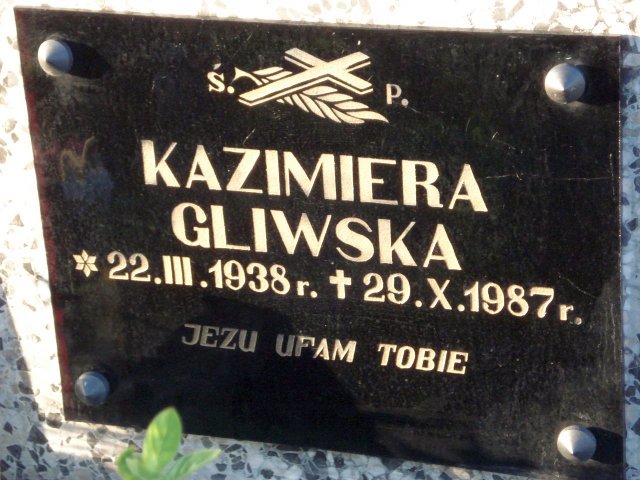 Ś. P.
KAZIMIERA
GLIWSKA
* 22.III.1938 r. ✝ 29.X.1987 r.
JEZU UFAM TOBIE